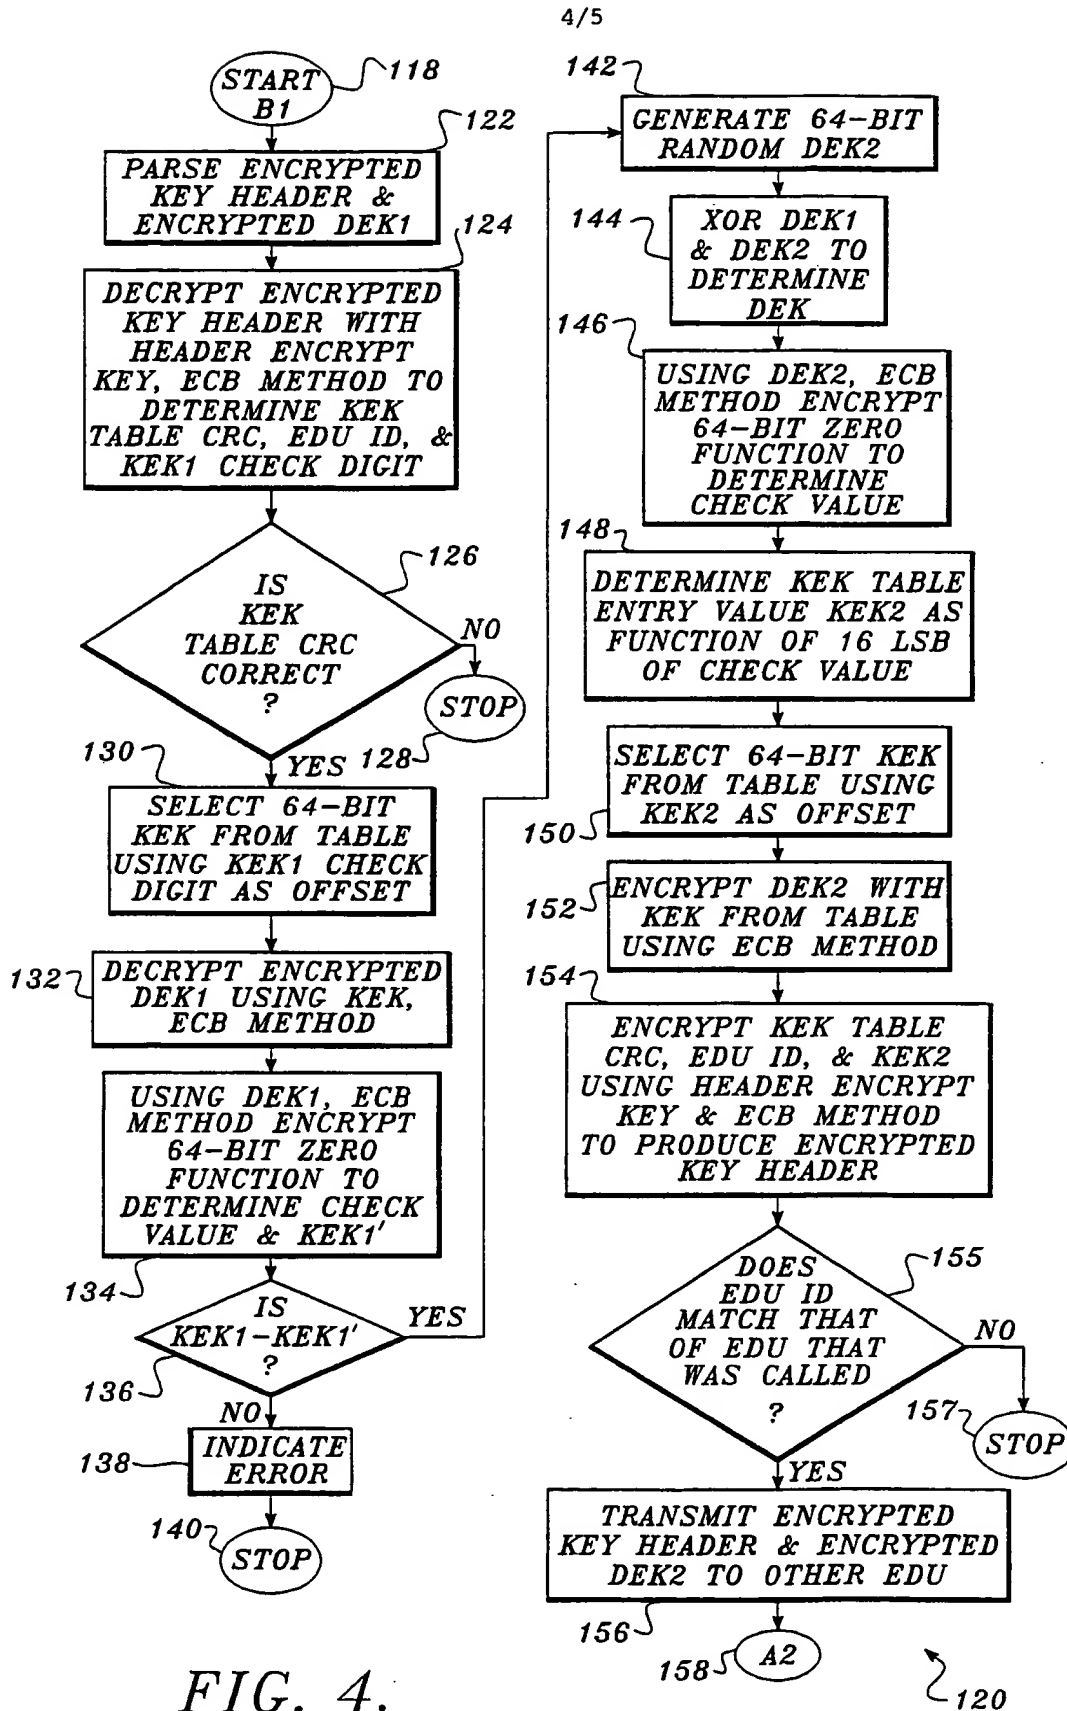 4/5
START
B1
118
122
PARSE ENCRYPTED
KEY HEADER &
ENCRYPTED DEK1
124
DECRYPT ENCRYPTED
KEY HEADER WITH
HEADER ENCRYPT
KEY, ECB METHOD TO
DETERMINE KEK
TABLE CRC, EDU ID, &
KEK1 CHECK DIGIT
126
IS
KEK
TABLE CRC
CORRECT
?
NO
STOP
128
YES
130
SELECT 64-BIT
KEK FROM TABLE
USING KEK1 CHECK
DIGIT AS OFFSET
132
DECRYPT ENCRYPTED
DEK1 USING KEK,
ECB METHOD
USING DEK1, ECB
METHOD ENCRYPT
64-BIT ZERO
FUNCTION TO
DETERMINE CHECK
VALUE & KEK1'
134
IS
KEK1-KEK1'
?
YES
136
NO
138
INDICATE
ERROR
140
STOP
142
GENERATE 64-BIT
RANDOM DEK2
144
XOR DEK1
& DEK2 TO
DETERMINE
DEK
146
USING DEK2, ECB
METHOD ENCRYPT
64-BIT ZERO
FUNCTION TO
DETERMINE
CHECK VALUE
148
DETERMINE KEK TABLE
ENTRY VALUE KEK2 AS
FUNCTION OF 16 LSB
OF CHECK VALUE
SELECT 64-BIT KEK
FROM TABLE USING
KEK2 AS OFFSET
150
152
ENCRYPT DEK2 WITH
KEK FROM TABLE
USING ECB METHOD
154
ENCRYPT KEK TABLE
CRC, EDU ID, & KEK2
USING HEADER ENCRYPT
KEY & ECB METHOD
TO PRODUCE ENCRYPTED
KEY HEADER
155
DOES
EDU ID
MATCH THAT
OF EDU THAT
WAS CALLED
?
NO
157
STOP
YES
TRANSMIT ENCRYPTED
KEY HEADER & ENCRYPTED
DEK2 TO OTHER EDU
156
A2
158
120
FIG. 4.